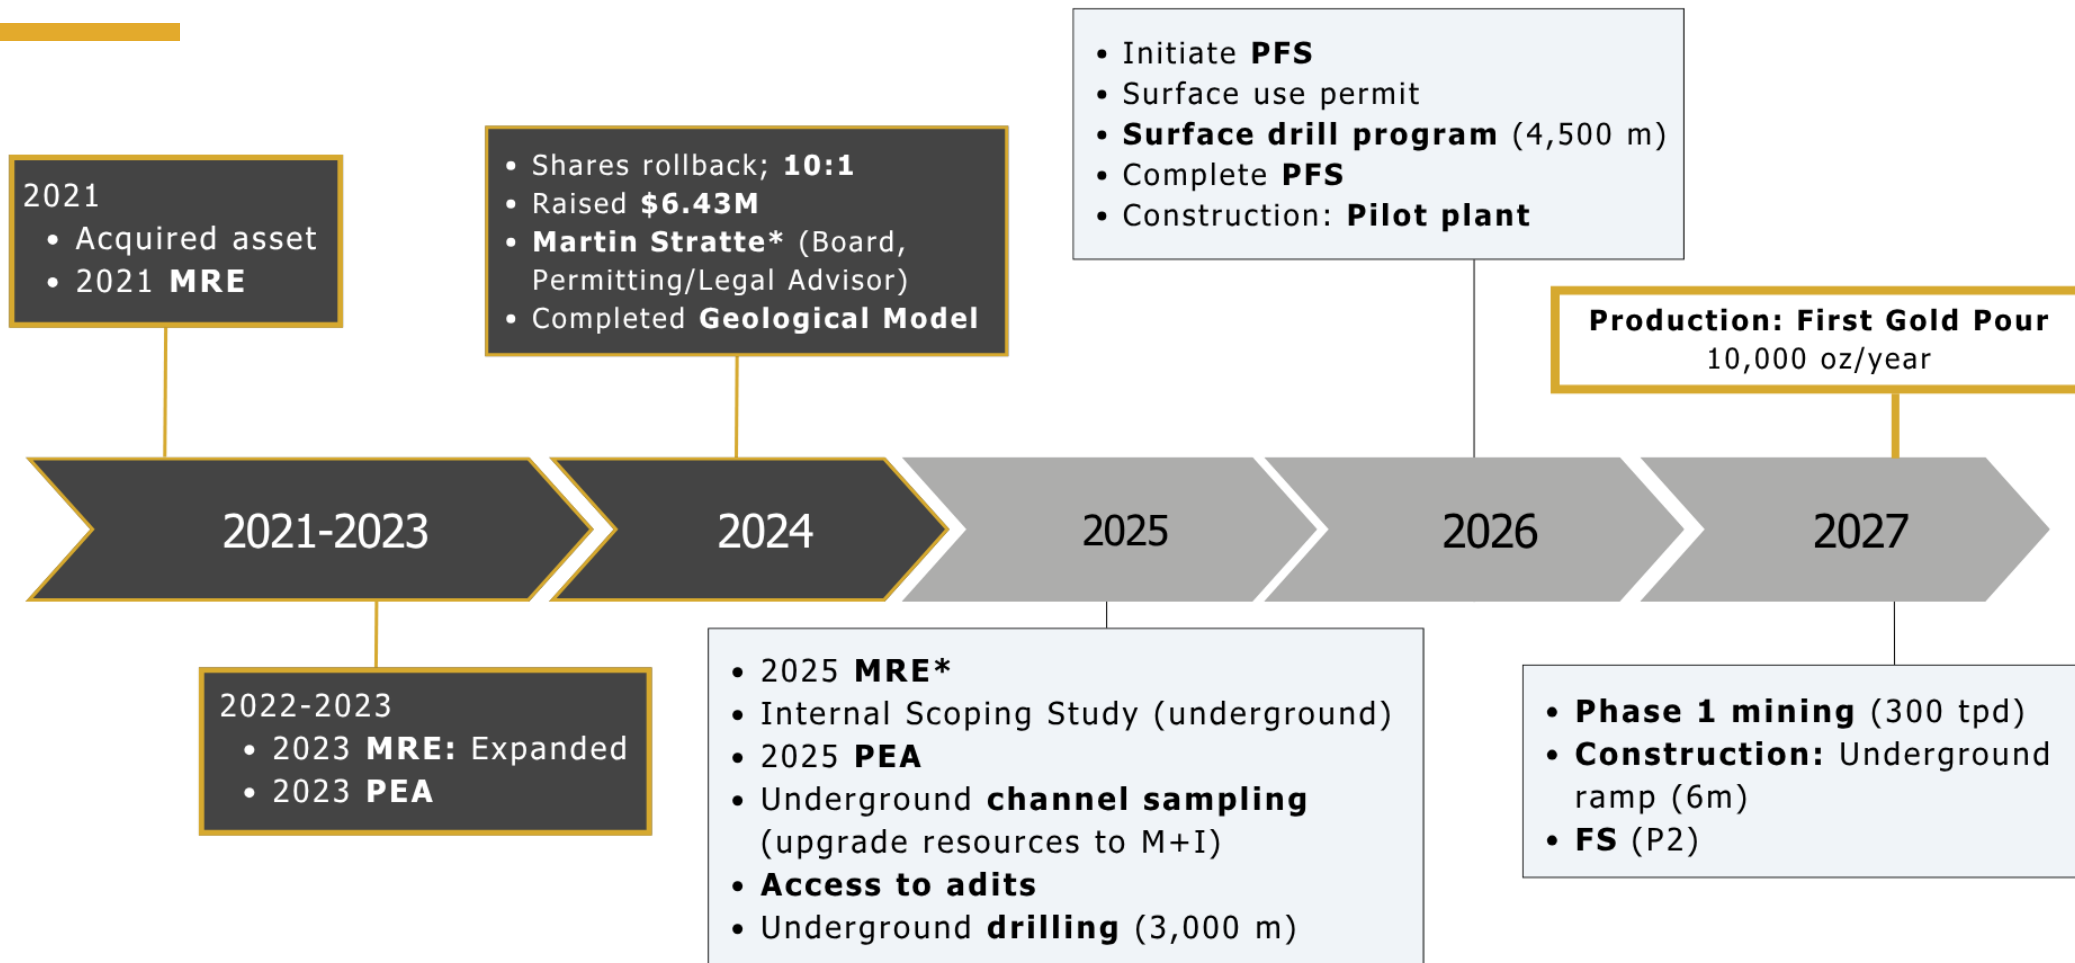 2021
• Acquired asset
• 2021 MRE
• Shares rollback; 10:1
• Raised $6.43M
• Martin Stratte* (Board,
Permitting/Legal Advisor)
• Completed Geological Model
• Initiate PFS
• Surface use permit
• Surface drill program (4,500 m)
• Complete PFS
• Construction: Pilot plant
Production: First Gold Pour
10,000 oz/year
2021-2023
2024
2025
2026
2027
2022-2023
• 2023 MRE: Expanded
• 2023 PEA
• 2025 MRE*
• Internal Scoping Study (underground)
• 2025 PEA
• Underground channel sampling
(upgrade resources to M+I)
• Access to adits
• Underground drilling (3,000 m)
• Phase 1 mining (300 tpd)
• Construction: Underground
ramp (6m)
• FS (P2)